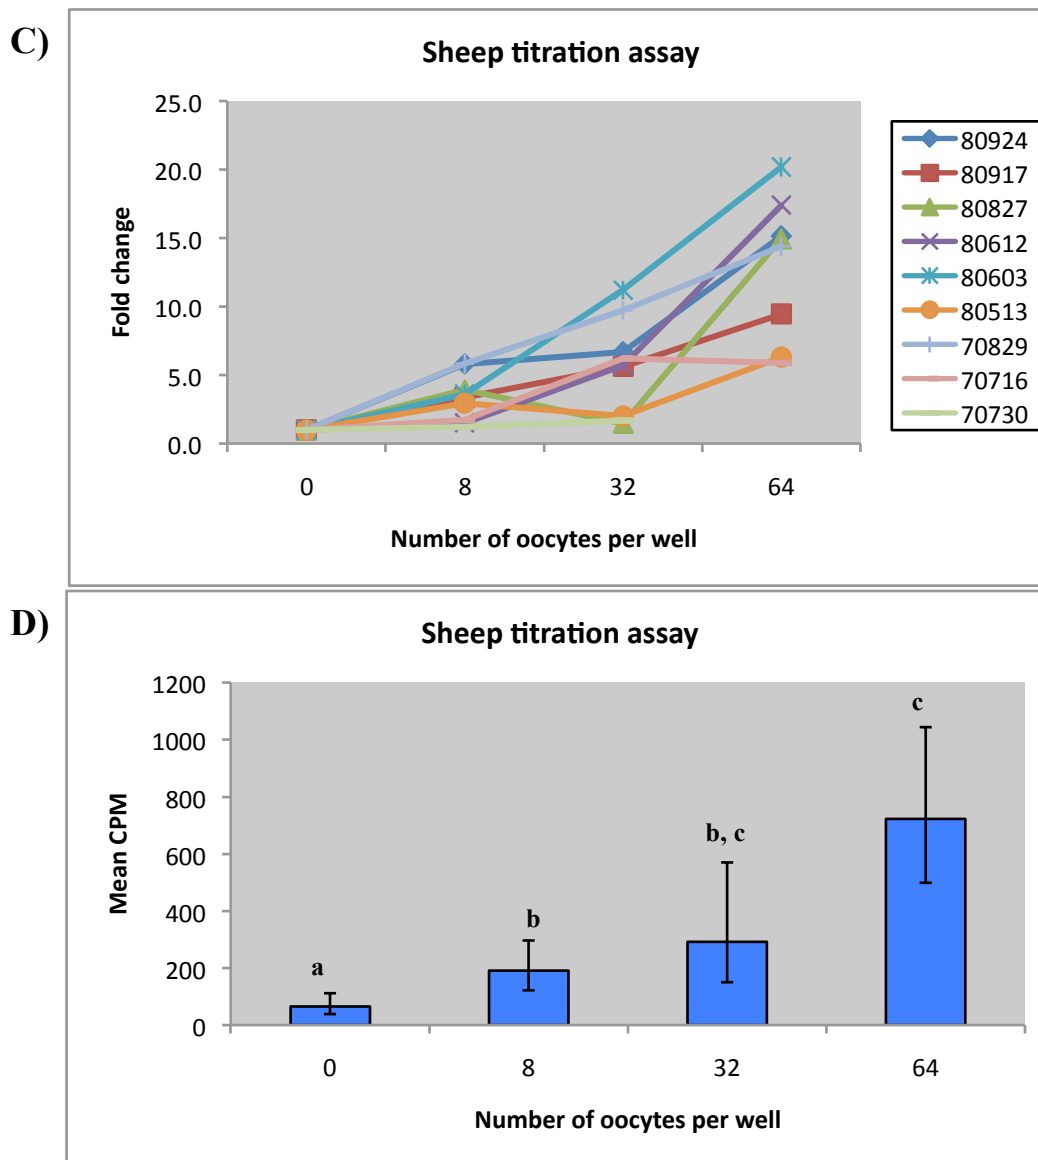 C)
Sheep titration assay
25.0
20.0
15.0
10.0
5.0
0.0
Fold change
0 8 32 64
Number of oocytes per well
80924
80917
80827
80612
80603
80513
70829
70716
70730
D)
Sheep titration assay
1200
1000
800
600
400
200
0
Mean CPM
a
b
b, c
c
0 8 32 64
Number of oocytes per well